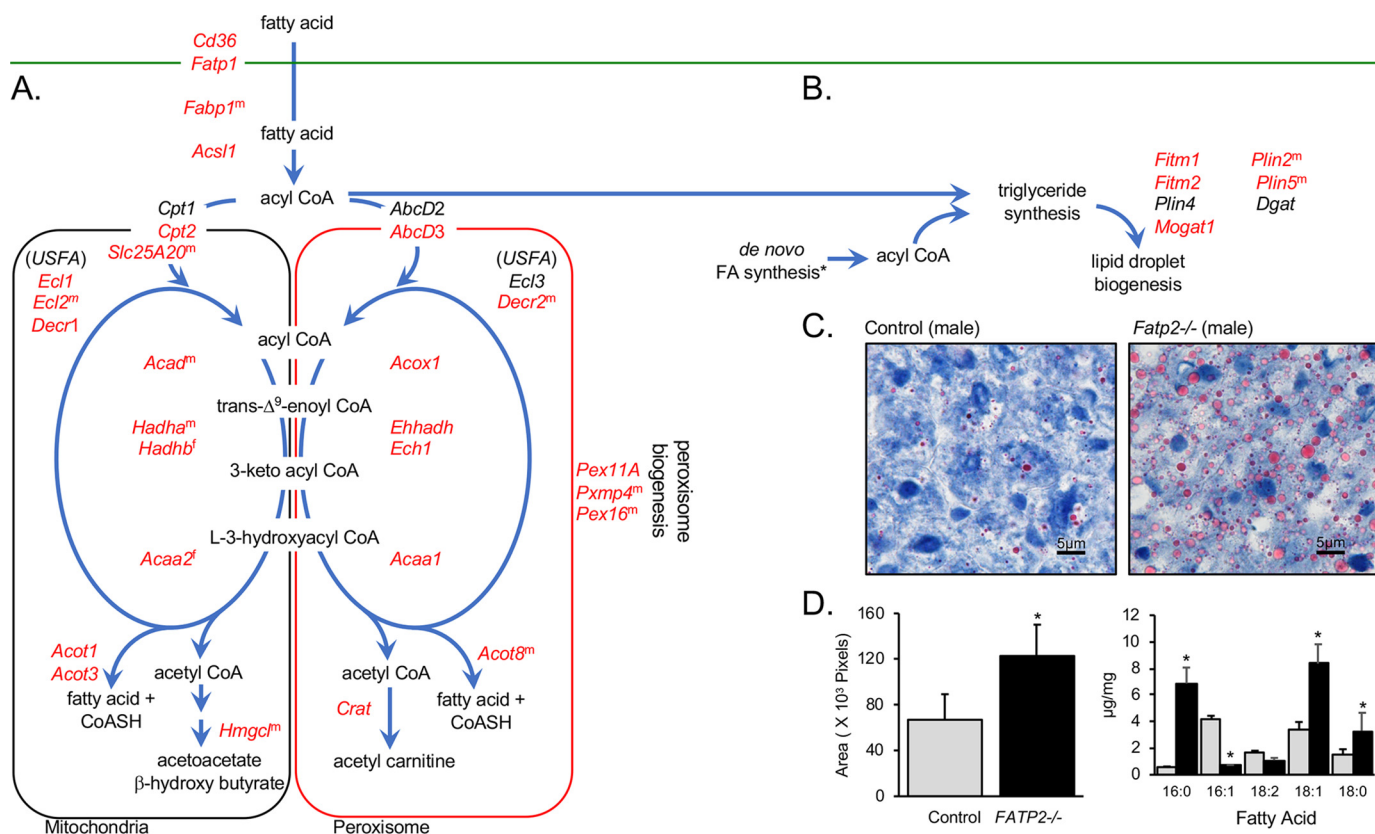 fatty acid
Cd36
Fatp1
A.
Fabp1ᵐ
fatty acid
Acsl1
acyl CoA
Cpt1
Cpt2
Slc25A20ᵐ
AbcD2
AbcD3
(USFA)
Ecl1
Ecl2ᵐ
Decr1
(USFA)
Ecl3
Decr2ᵐ
acyl CoA
Acadᵐ
Acox1
trans-Δ⁹-enoyl CoA
Hadhaᵐ
Hadhbᶠ
Ehhadh
Ech1
3-keto acyl CoA
L-3-hydroxyacyl CoA
Acaa2ᶠ
Acaa1
Pex11A
Pxmp4ᵐ
Pex16ᵐ
peroxisome
biogenesis
Acot1
Acot3
fatty acid +
CoASH
acetyl CoA
Hmgclᵐ
acetoacetate
β-hydroxy butyrate
acetyl CoA
Crat
acetyl carnitine
Acot8ᵐ
fatty acid +
CoASH
Mitochondria
Peroxisome
B.
triglyceride
synthesis
de novo
FA synthesis*
acyl CoA
Fitm1
Fitm2
Plin4
Mogat1
Plin2ᵐ
Plin5ᵐ
Dgat
lipid droplet
biogenesis
C.
Control (male)
Fatp2-/- (male)
5μm
5μm
D.
Area ( X 10³ Pixels)
160
120
80
40
0
*
Control
FATP2-/-
μg/mg
12
10
8
6
4
2
0
*
*
*
*
16:0
16:1
18:2
18:1
18:0
Fatty Acid